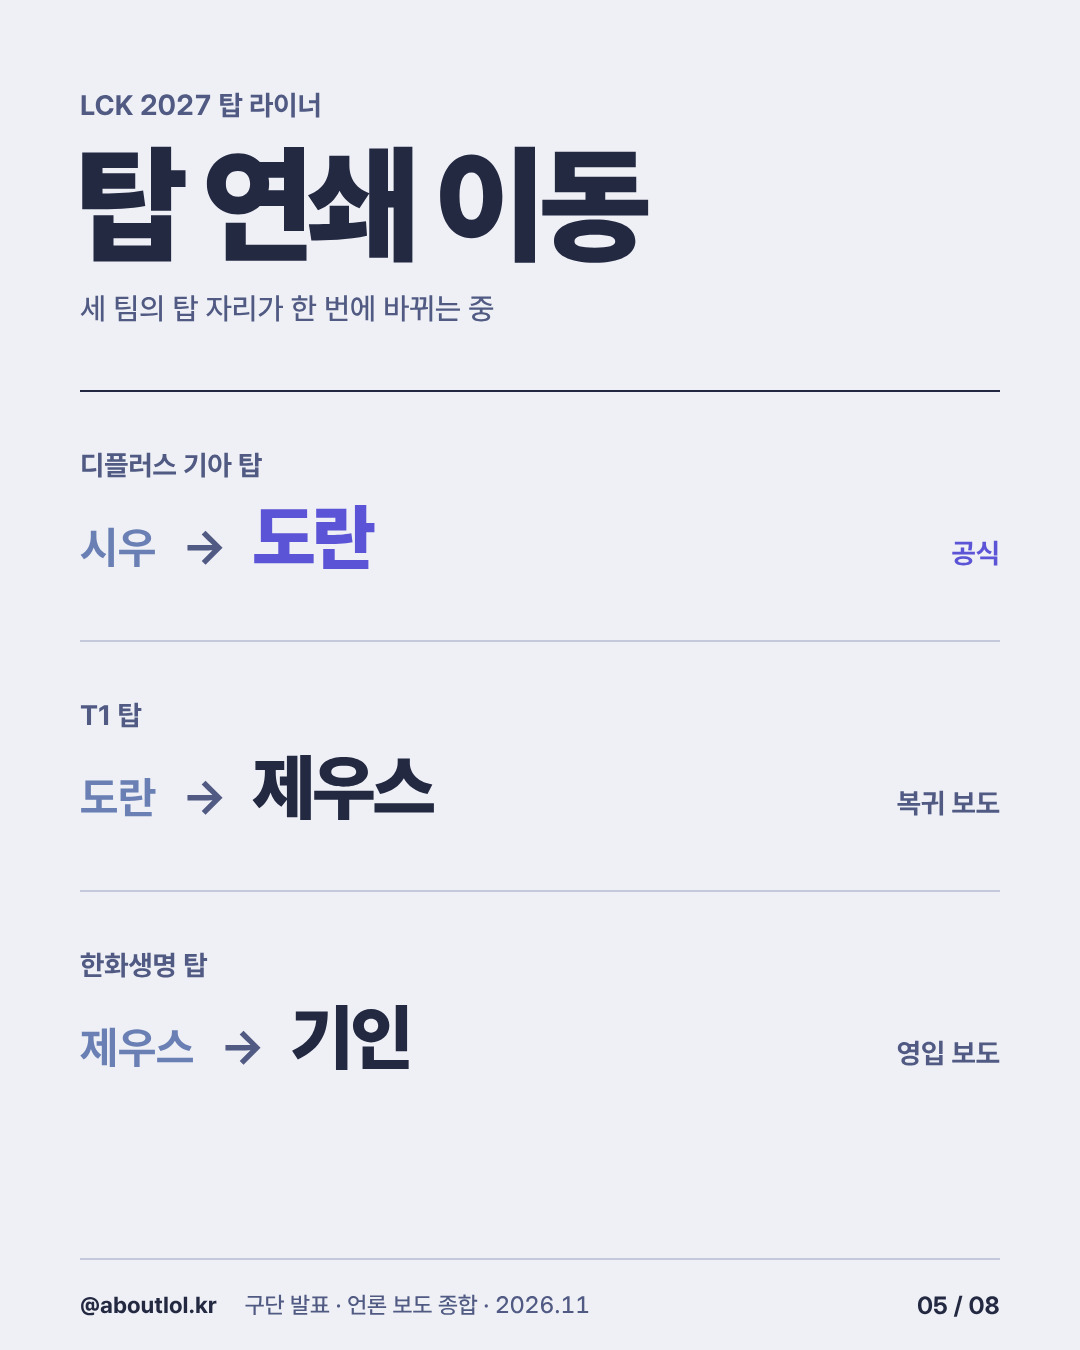 LCK 2027 탑 라이너
탑 연쇄 이동
세 팀의 탑 자리가 한 번에 바뀌는 중
디플러스 기아 탑
시우 → 도란
공식
T1 탑
도란 → 제우스
복귀 보도
한화생명 탑
제우스 → 기인
영입 보도
@aboutlol.kr 구단 발표 · 언론 보도 종합 · 2026.11
05 / 08